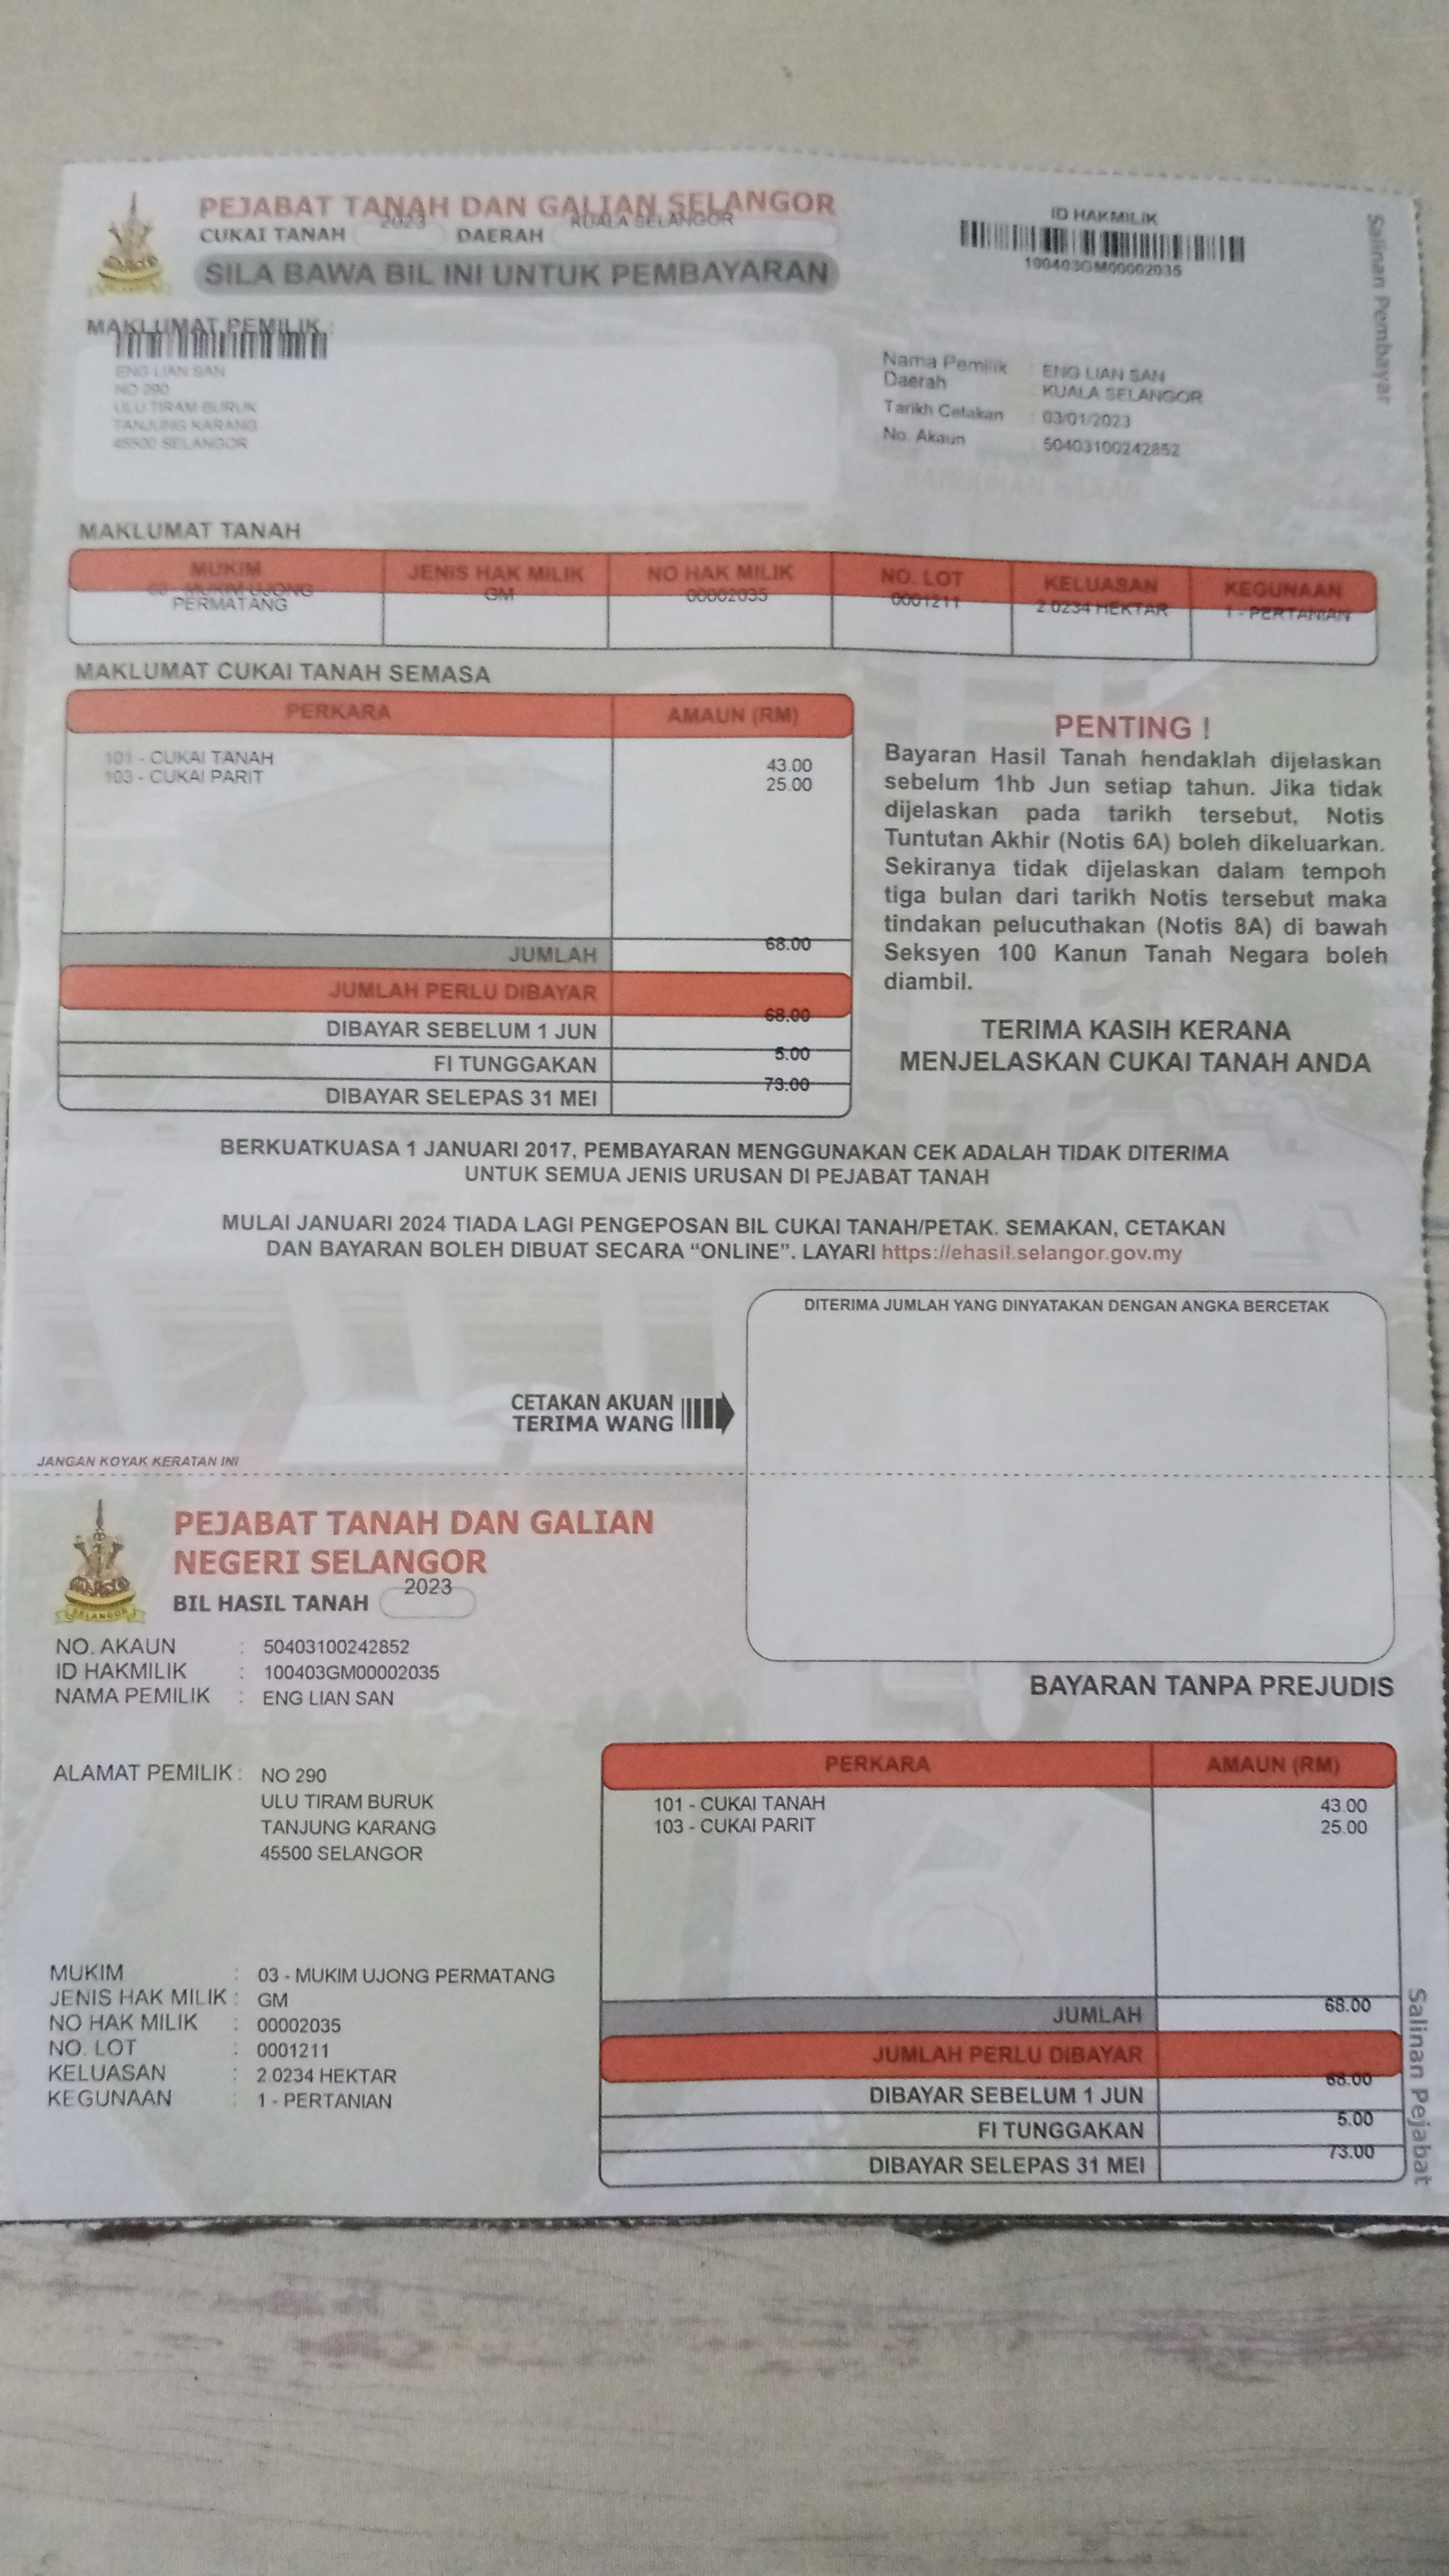 PEJABAT TANAH DAN GALIAN SELANGOR
CUKAI TANAH 2023 DAERAH KUALA SELANGOR
SILA BAWA BIL INI UNTUK PEMBAYARAN
ID HAKMILIK
100403GM00002035
Salinan Pembayar
MAKLUMAT PEMILIK :
ENG LIAN SAN
NO 290
ULU TIRAM BURUK
TANJUNG KARANG
45500 SELANGOR
Nama Pemilik : ENG LIAN SAN
Daerah KUALA SELANGOR
Tarikh Cetakan : 03/01/2023
No. Akaun : 50403100242852
MAKLUMAT TANAH
MUKIM JENIS HAK MILIK NO HAK MILIK NO. LOT KELUASAN KEGUNAAN
03 - MUKIM UJONG GM 00002035 0001211 2.0234 HEKTAR 1 - PERTANIAN
PERMATANG
MAKLUMAT CUKAI TANAH SEMASA
PERKARA AMAUN (RM)
101 - CUKAI TANAH 43.00
103 - CUKAI PARIT 25.00
JUMLAH 68.00
JUMLAH PERLU DIBAYAR
DIBAYAR SEBELUM 1 JUN 68.00
FI TUNGGAKAN 5.00
DIBAYAR SELEPAS 31 MEI 73.00
PENTING !
Bayaran Hasil Tanah hendaklah dijelaskan
sebelum 1hb Jun setiap tahun. Jika tidak
dijelaskan pada tarikh tersebut, Notis
Tuntutan Akhir (Notis 6A) boleh dikeluarkan.
Sekiranya tidak dijelaskan dalam tempoh
tiga bulan dari tarikh Notis tersebut maka
tindakan pelucuthakan (Notis 8A) di bawah
Seksyen 100 Kanun Tanah Negara boleh
diambil.
TERIMA KASIH KERANA
MENJELASKAN CUKAI TANAH ANDA
BERKUATKUASA 1 JANUARI 2017, PEMBAYARAN MENGGUNAKAN CEK ADALAH TIDAK DITERIMA
UNTUK SEMUA JENIS URUSAN DI PEJABAT TANAH
MULAI JANUARI 2024 TIADA LAGI PENGEPOSAN BIL CUKAI TANAH/PETAK. SEMAKAN, CETAKAN
DAN BAYARAN BOLEH DIBUAT SECARA “ONLINE”. LAYARI https://ehasil.selangor.gov.my
DITERIMA JUMLAH YANG DINYATAKAN DENGAN ANGKA BERCETAK
CETAKAN AKUAN
TERIMA WANG
JANGAN KOYAK KERATAN INI
SELANGOR
PEJABAT TANAH DAN GALIAN
NEGERI SELANGOR
BIL HASIL TANAH 2023
NO. AKAUN : 50403100242852
ID HAKMILIK : 100403GM00002035
NAMA PEMILIK : ENG LIAN SAN
BAYARAN TANPA PREJUDIS
ALAMAT PEMILIK : NO 290
ULU TIRAM BURUK
TANJUNG KARANG
45500 SELANGOR
MUKIM : 03 - MUKIM UJONG PERMATANG
JENIS HAK MILIK : GM
NO HAK MILIK : 00002035
NO. LOT : 0001211
KELUASAN : 2.0234 HEKTAR
KEGUNAAN : 1 - PERTANIAN
PERKARA AMAUN (RM)
101 - CUKAI TANAH 43.00
103 - CUKAI PARIT 25.00
JUMLAH 68.00
JUMLAH PERLU DIBAYAR
DIBAYAR SEBELUM 1 JUN 68.00
FI TUNGGAKAN 5.00
DIBAYAR SELEPAS 31 MEI 73.00
Salinan Pejabat